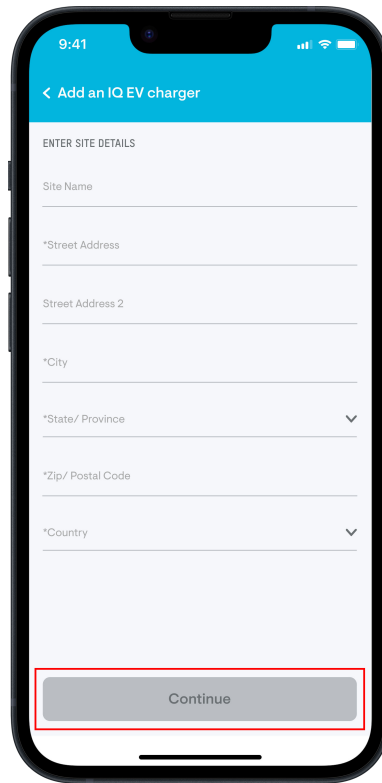 9:41
Add an IQ EV charger
ENTER SITE DETAILS
Site Name
*Street Address
Street Address 2
*City
*State/ Province
*Zip/ Postal Code
*Country
Continue